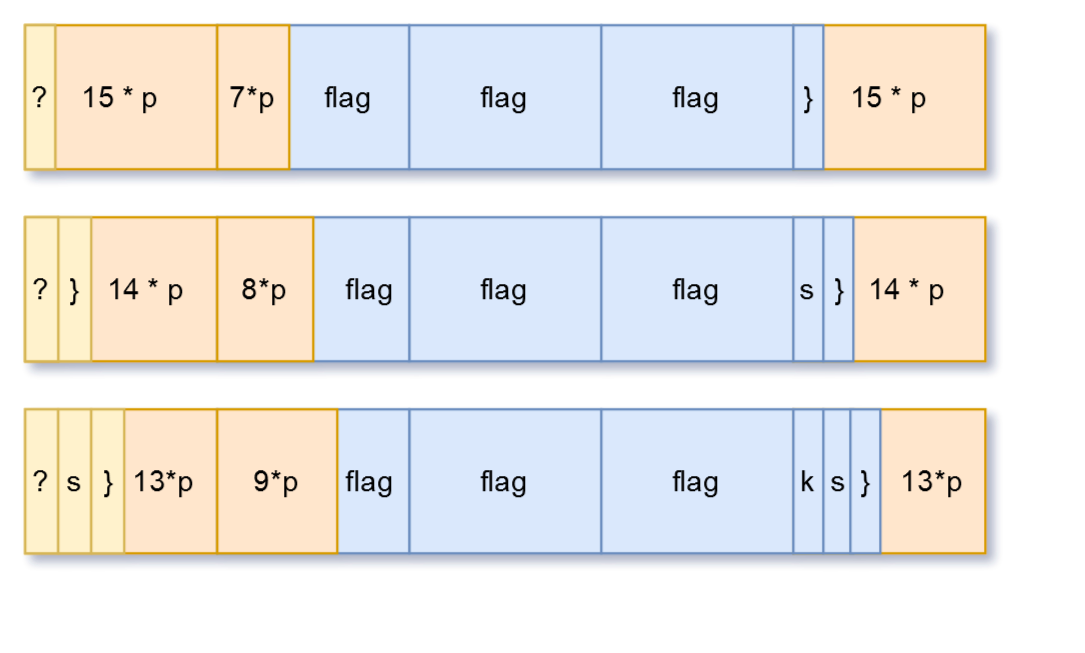 ? 15 * p 7*p flag flag flag } 15 * p
? } 14 * p 8*p flag flag flag s } 14 * p
? s } 13*p 9*p flag flag flag k s } 13*p